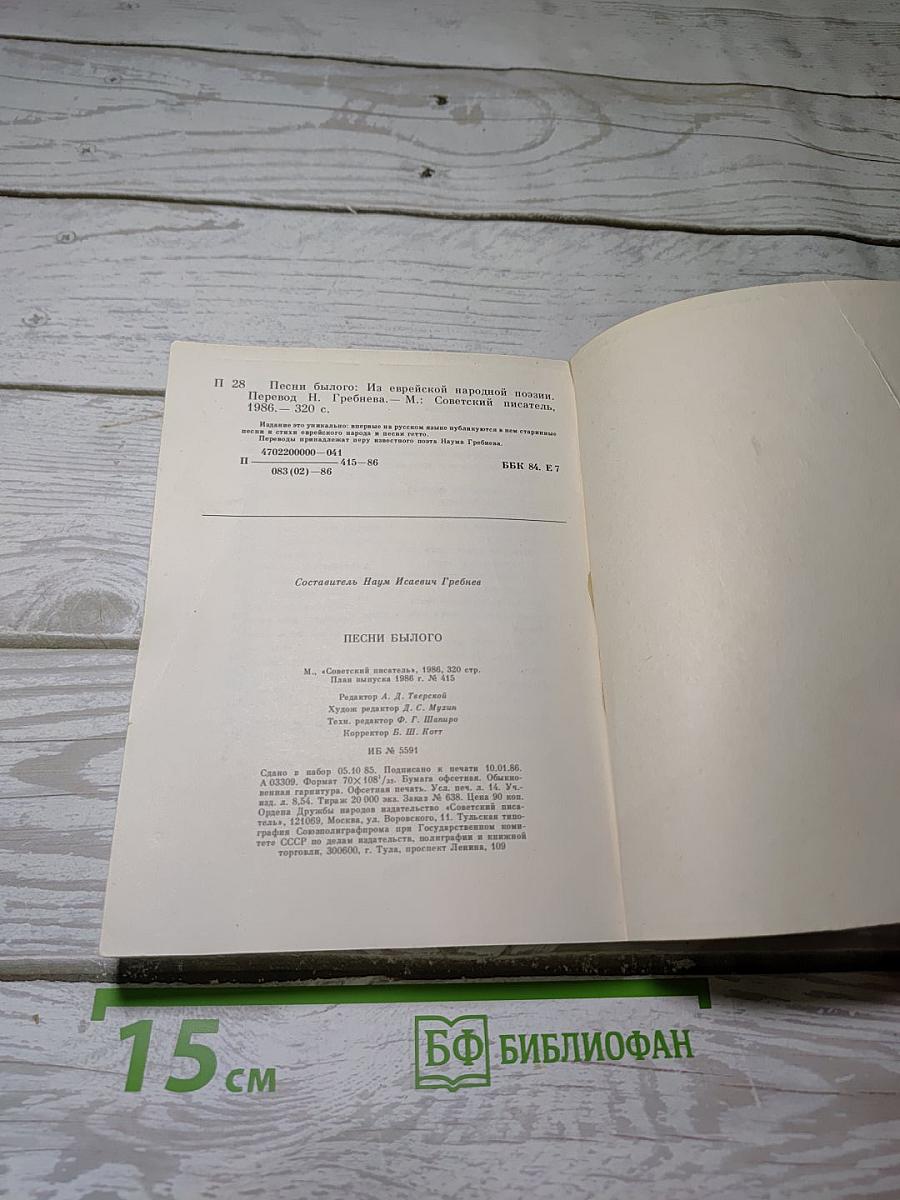 П 28 Песни былого: Из еврейской народной поэзии.
Перевод Н. Гребнева.— М.: Советский писатель,
1986.— 320 с.
Издание это уникально: впервые на русском языке публикуются в нем старинные
песни и стихи еврейского народа и песни гетто.
Переводы принадлежат перу известного поэта Наума Гребнева.
4702200000—041
П ——— 415—86
083(02)—86
ББК 84. Е 7
Составитель Наум Исаевич Гребнев
ПЕСНИ БЫЛОГО
М., «Советский писатель», 1986, 320 стр.
План выпуска 1986 г. № 415
Редактор А. Д. Тверской
Худож редактор Д. С. Мухин
Техн. редактор Ф. Г. Шапиро
Корректор Б. Ш. Котт
ИБ № 5591
Сдано в набор 05.10 85. Подписано к печати 10.01.86.
А 03309. Формат 70×108¹/₃₂. Бумага офсетная. Обыкно-
венная гарнитура. Офсетная печать. Усл. печ. л. 14. Уч.-
изд. л. 8,54. Тираж 20 000 экз. Заказ № 638. Цена 90 коп.
Ордена Дружбы народов издательство «Советский писа-
тель», 121069, Москва, ул. Воровского, 11. Тульская типо-
графия Союзполиграфпрома при Государственном коми-
тете СССР по делам издательств, полиграфии и книжной
торговли, 300600, г. Тула, проспект Ленина, 109
15 см
БФ БИБЛИОФАН